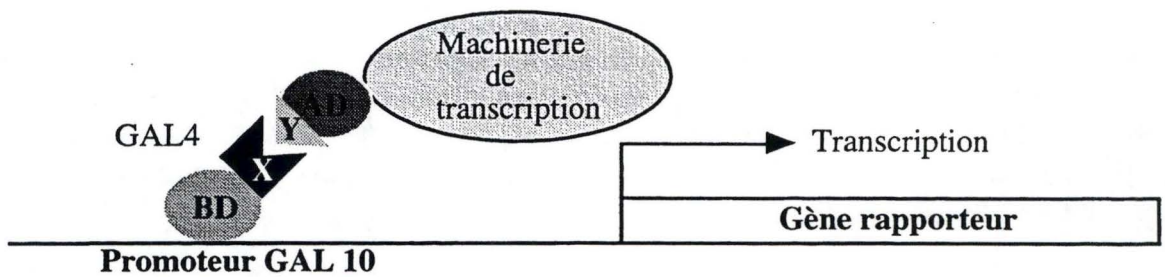 Machinerie
de
transcription
AD
Y
GAL4
X
BD
Transcription
Gène rapporteur
Promoteur GAL 10